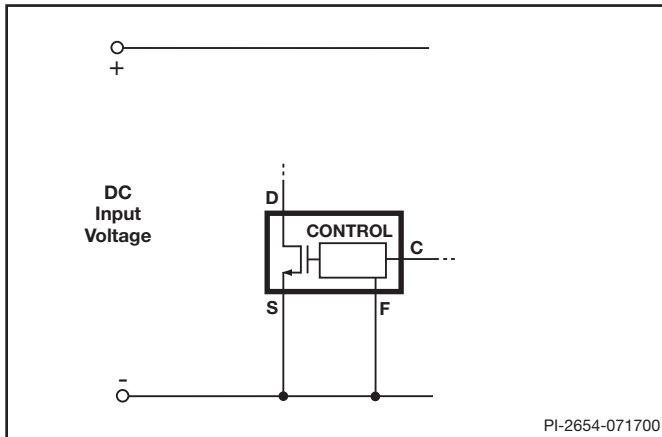 +
DC
Input
Voltage
D
CONTROL
C
S
F
-
PI-2654-071700